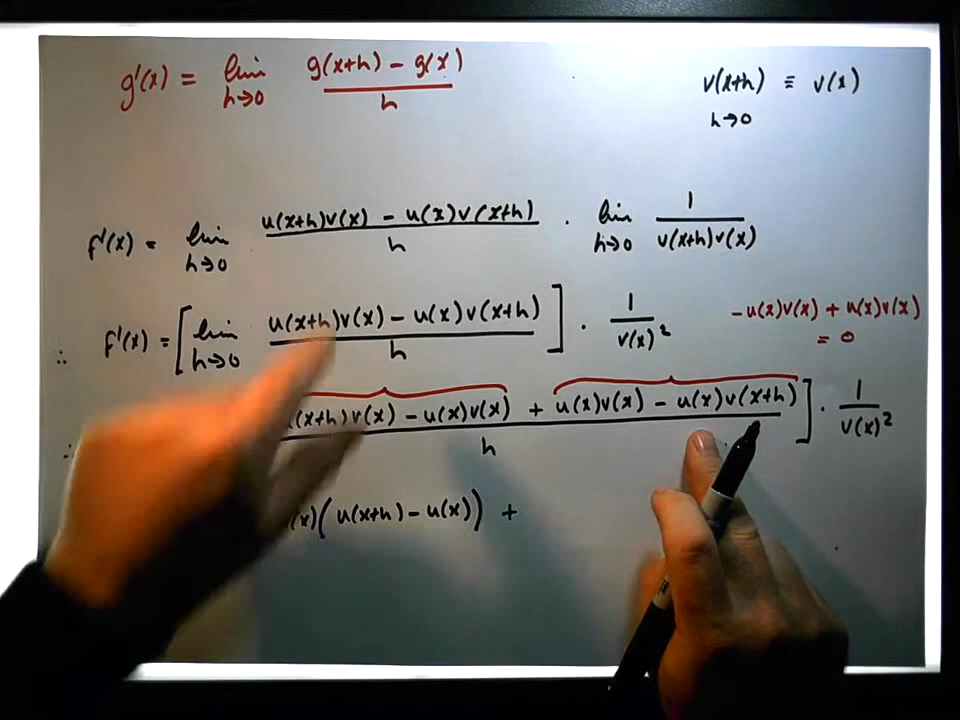 g'(x) = lim h→0 g(x+h) − g(x) / h
v(x+h) ≡ v(x)
h→0
f'(x) = lim h→0 u(x+h)v(x) − u(x)v(x+h) / h · lim h→0 1 / v(x+h)v(x)
∴ f'(x) = [ lim h→0 u(x+h)v(x) − u(x)v(x+h) / h ] · 1 / v(x)²
−u(x)v(x) + u(x)v(x)
= 0
∴ (x+h)v(x) − u(x)v(x) + u(x)v(x) − u(x)v(x+h) / h ] · 1 / v(x)²
(x)(u(x+h) − u(x)) +